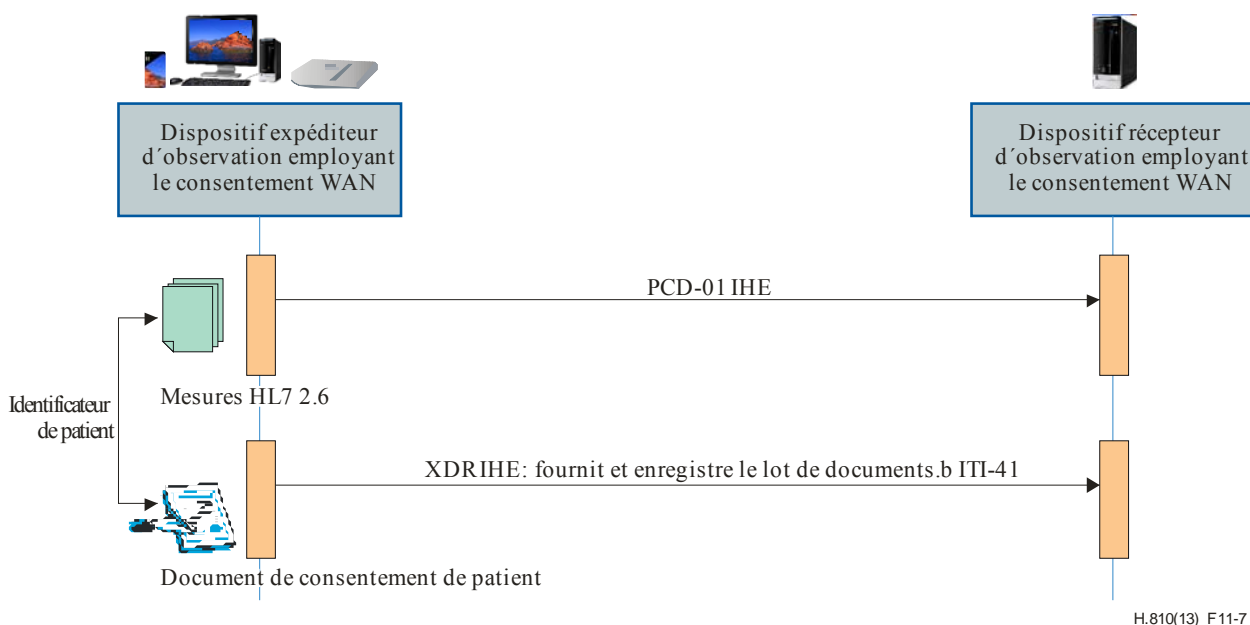 Dispositif expéditeur
d´observation employant
le consentement WAN
Dispositif récepteur
d´observation employant
le consentement WAN
PCD-01 IHE
Mesures HL7 2.6
Identificateur
de patient
XDR IHE: fournit et enregistre le lot de documents.b ITI-41
Document de consentement de patient
H.810(13)_F11-7